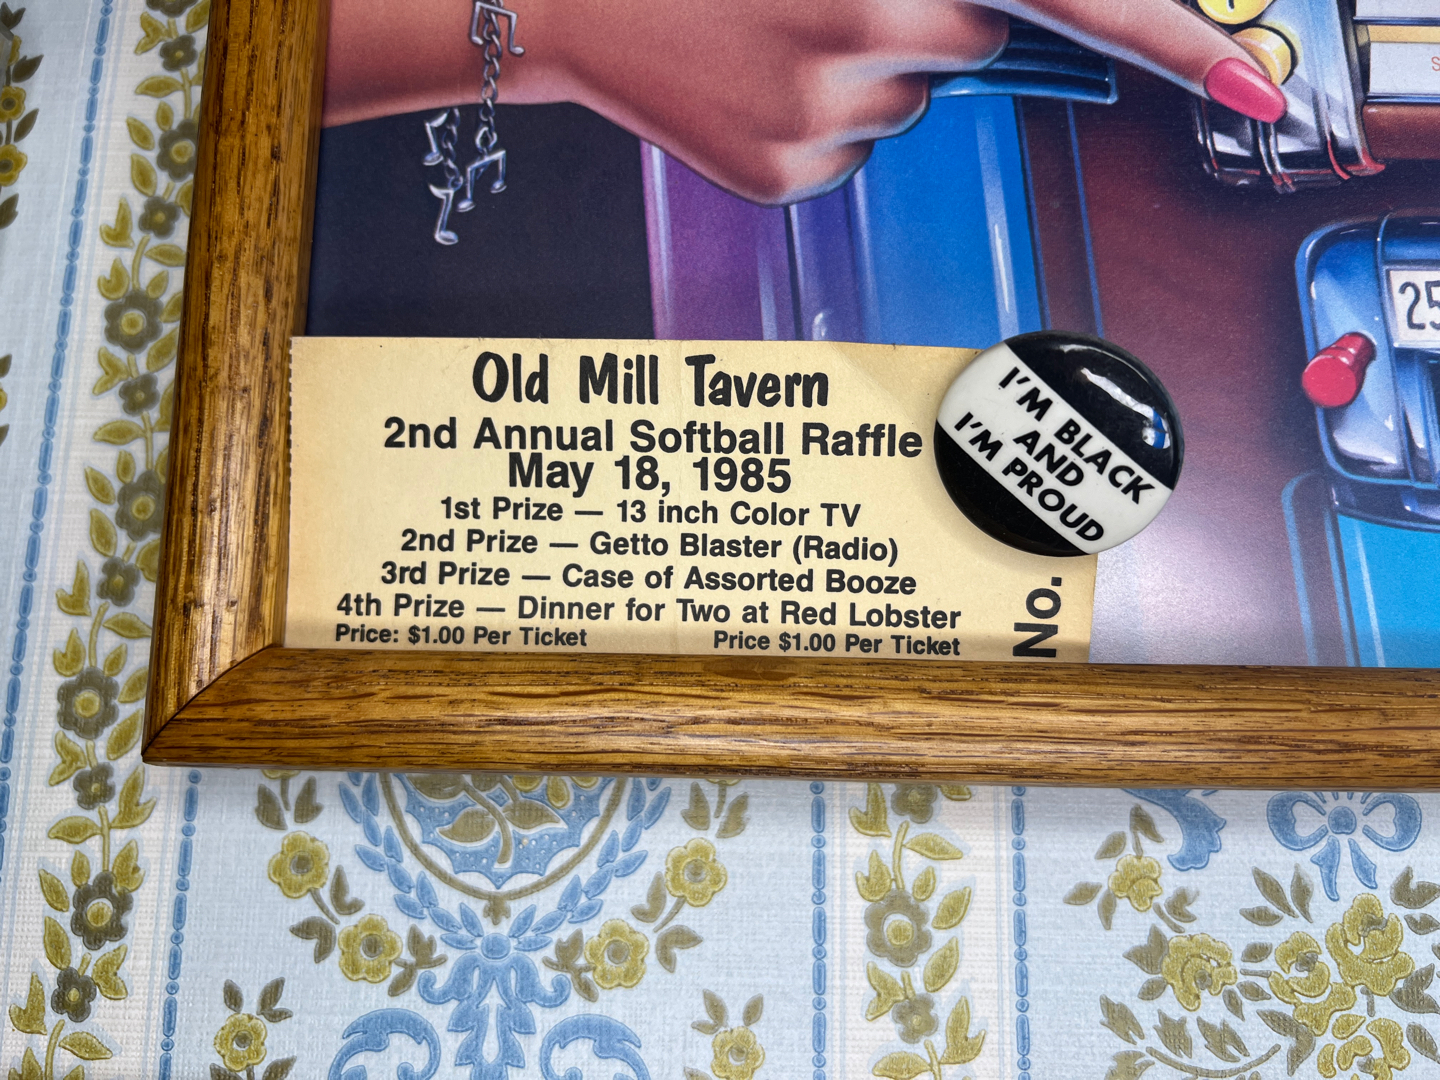 25
Old Mill Tavern
2nd Annual Softball Raffle
May 18, 1985
1st Prize — 13 inch Color TV
2nd Prize — Getto Blaster (Radio)
3rd Prize — Case of Assorted Booze
4th Prize — Dinner for Two at Red Lobster
Price: $1.00 Per Ticket
Price $1.00 Per Ticket
No.
I'M BLACK
AND
I'M PROUD